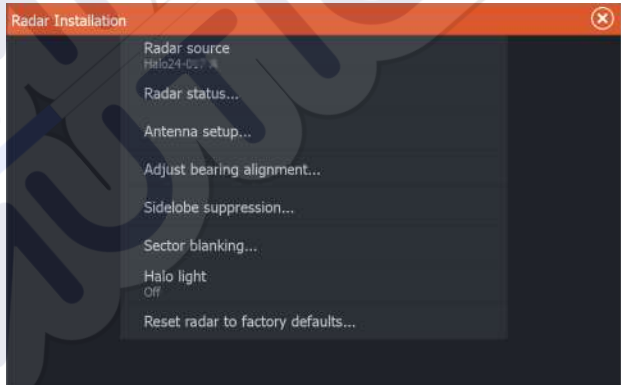 Radar Installation
Radar source
Radar status...
Antenna setup...
Adjust bearing alignment...
Sidelobe suppression...
Sector blanking...
Halo light
Off
Reset radar to factory defaults...